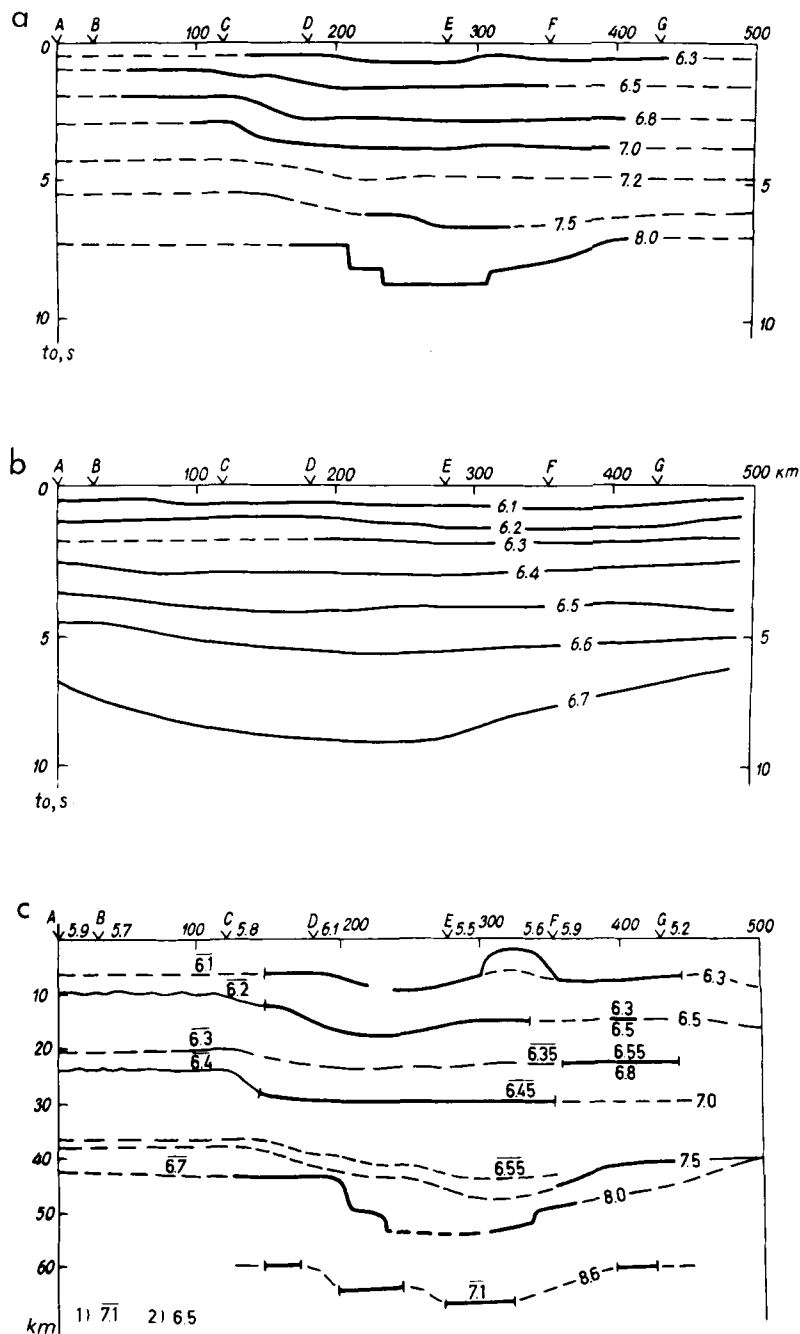 a
A B 100 C D 200 E 300 F 400 G 500
0
6.3
6.5
6.8
7.0
7.2
5 5
7.5
8.0
10 10
to, s
b
A B 100 C D 200 E 300 F 400 G 500 км
0
6.1
6.2
6.3
6.4
6.5
5 6.6 5
6.7
10 10
to, s
c
A 5.9 B 5.7 100 C 5.8 D 6.1 200 E 5.5 300 5.6 F 5.9 400 G 5.2 500
6.1 6.3
10 6.2 6.3
6.5 6.5
20 6.3 6.35 6.55
6.4 6.8
30 6.45 7.0
40 6.7 6.55 7.5
8.0
50
60 7.1 8.6
1) 7.1 2) 6.5
km